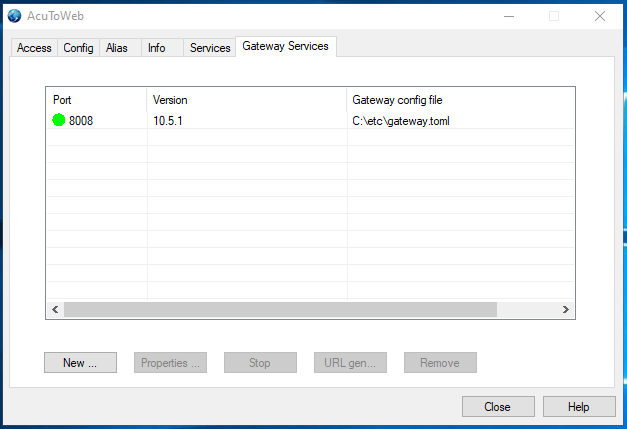 AcuToWeb
Access Config Alias Info Services Gateway Services
Port Version Gateway config file
8008 10.5.1 C:\etc\gateway.toml
New ... Properties ... Stop URL gen... Remove
Close Help